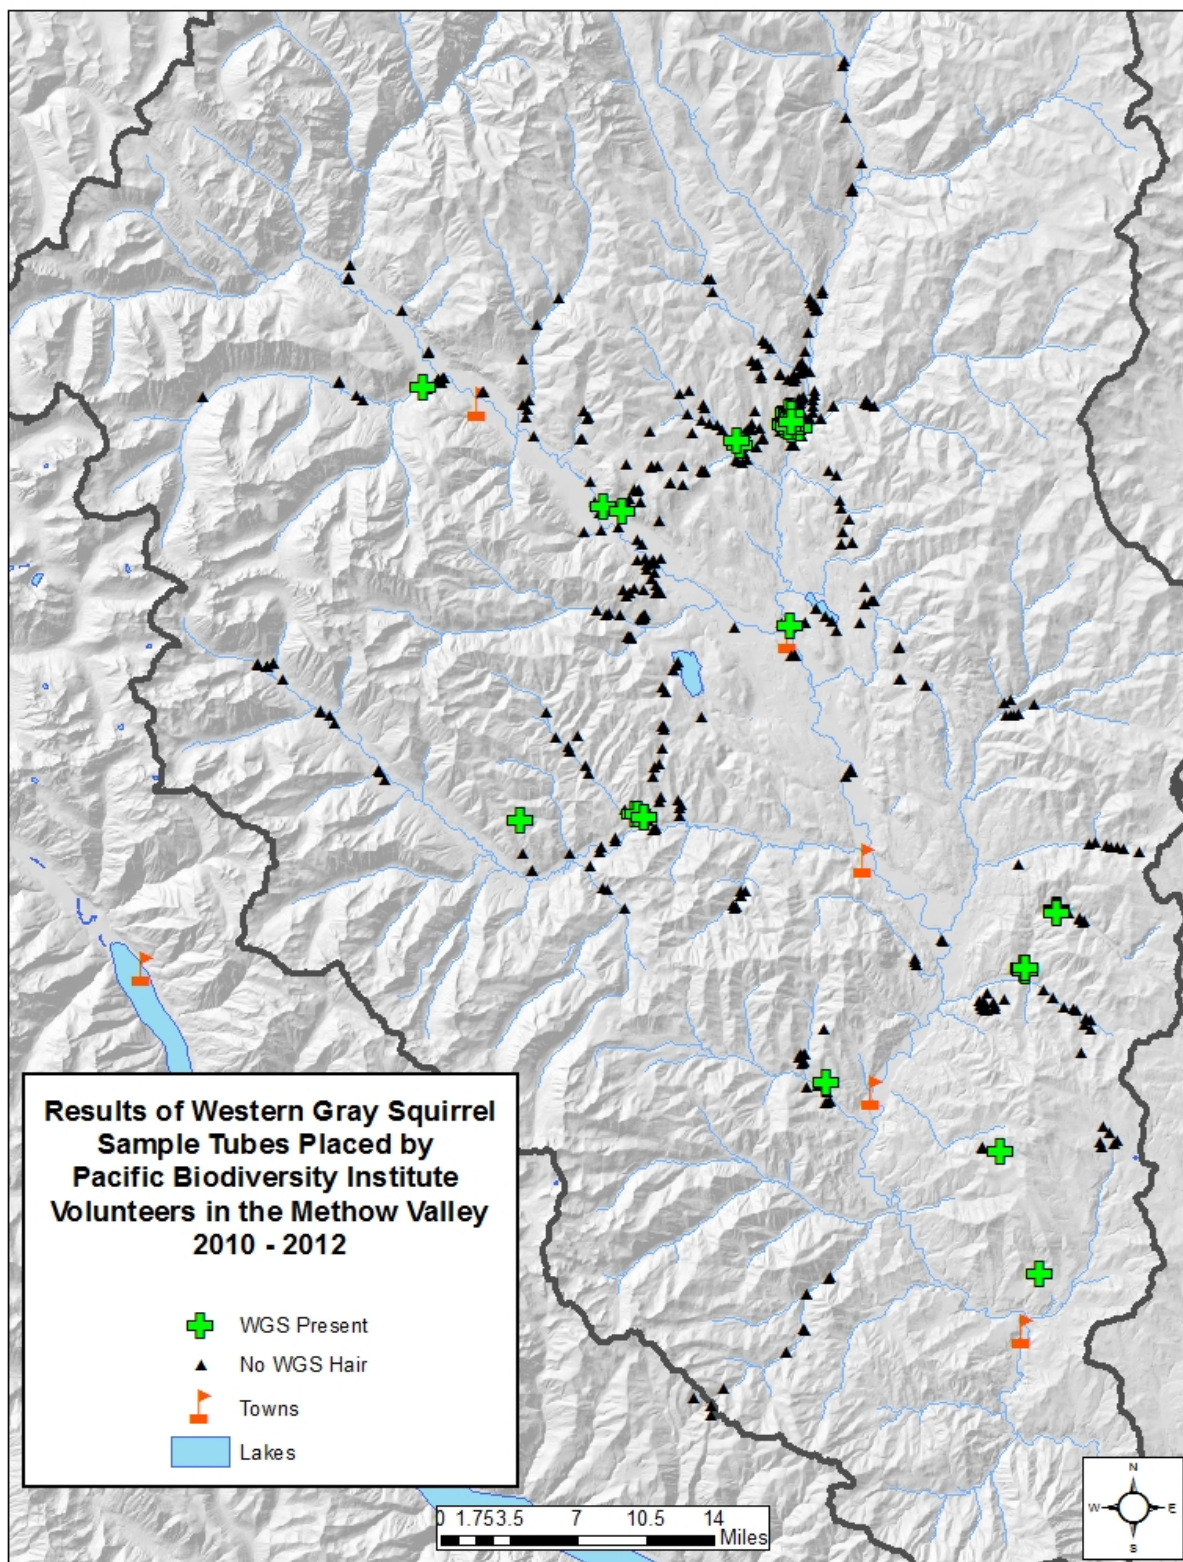 Results of Western Gray Squirrel
Sample Tubes Placed by
Pacific Biodiversity Institute
Volunteers in the Methow Valley
2010 - 2012
WGS Present
No WGS Hair
Towns
Lakes
0 1.75 3.5 7 10.5 14
Miles
N
W E
S